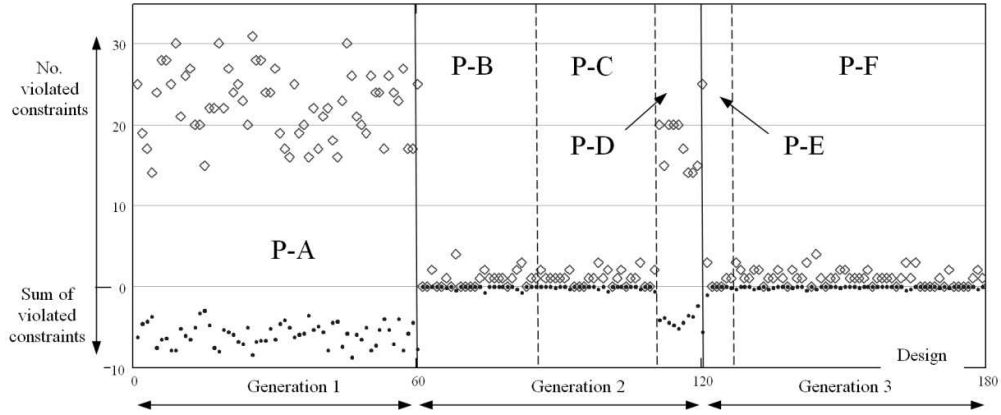 30
No.
violated
constraints
P-B
P-C
P-F
20
P-D
P-E
10
P-A
0
Sum of
violated
constraints
Design
−10
0
Generation 1
60
Generation 2
120
Generation 3
180